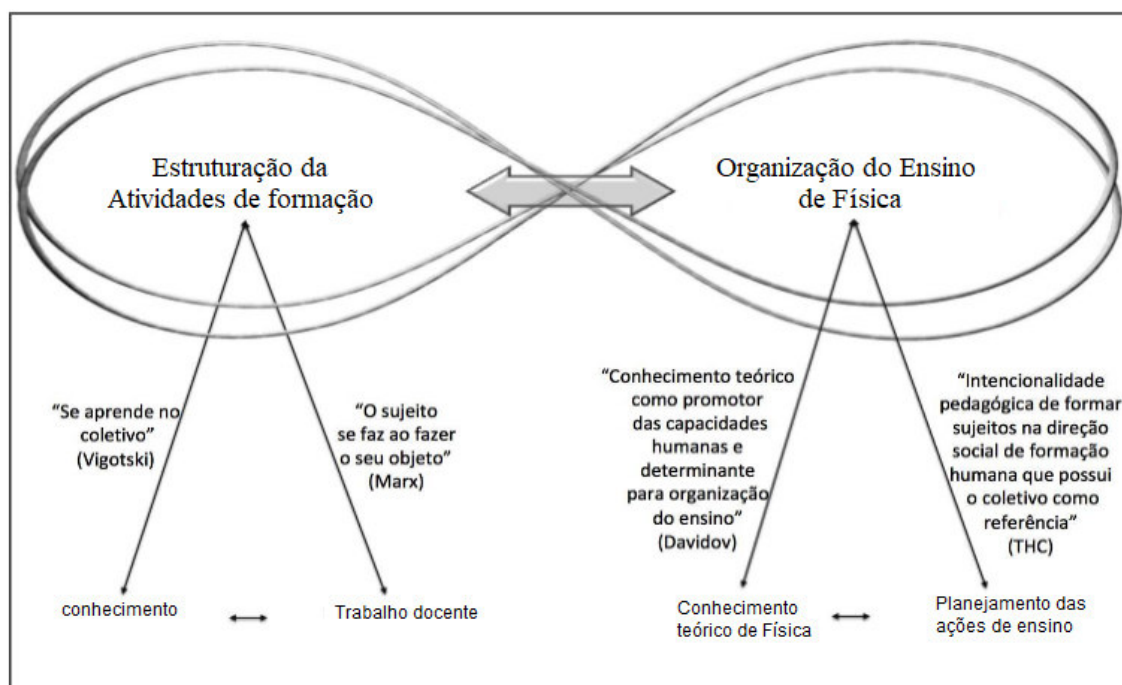 Estruturação da
Atividades de formação
Organização do Ensino
de Física
“Se aprende no
coletivo”
(Vigotski)
“O sujeito
se faz ao fazer
o seu objeto”
(Marx)
“Conhecimento teórico
como promotor
das capacidades
humanas e
determinante
para organização
do ensino”
(Davidov)
“Intencionalidade
pedagógica de formar
sujeitos na direção
social de formação
humana que possui
o coletivo como
referência”
(THC)
conhecimento
Trabalho docente
Conhecimento
teórico de Física
Planejamento das
ações de ensino